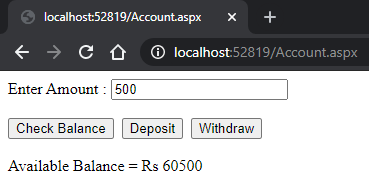 localhost:52819/Account.aspx
localhost:52819/Account.aspx
Enter Amount : 500
Check Balance Deposit Withdraw
Available Balance = Rs 60500